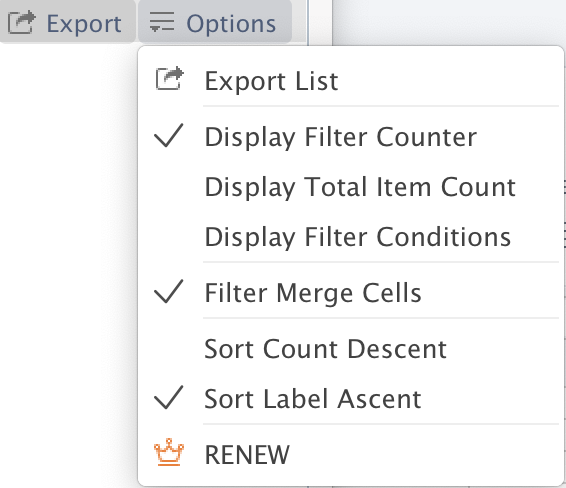 Export Options
Export List
Display Filter Counter
Display Total Item Count
Display Filter Conditions
Filter Merge Cells
Sort Count Descent
Sort Label Ascent
RENEW